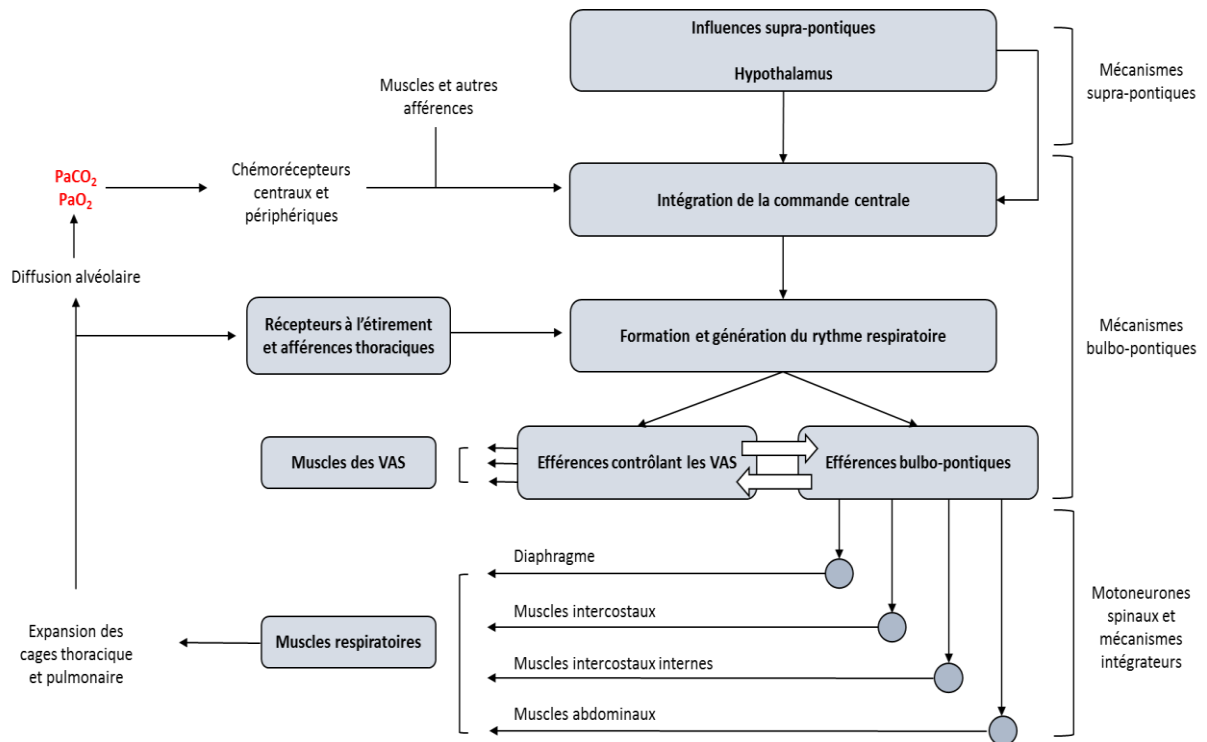 Influences supra-pontiques
Hypothalamus
Mécanismes
supra-pontiques
Muscles et autres
afférences
PaCO₂
PaO₂
Chémorécepteurs
centraux et
périphériques
Intégration de la commande centrale
Diffusion alvéolaire
Récepteurs à l'étirement
et afférences thoraciques
Formation et génération du rythme respiratoire
Mécanismes
bulbo-pontiques
Muscles des VAS
Efférences contrôlant les VAS
Efférences bulbo-pontiques
Diaphragme
Muscles intercostaux
Muscles intercostaux internes
Muscles abdominaux
Muscles respiratoires
Expansion des
cages thoracique
et pulmonaire
Motoneurones
spinaux et
mécanismes
intégrateurs